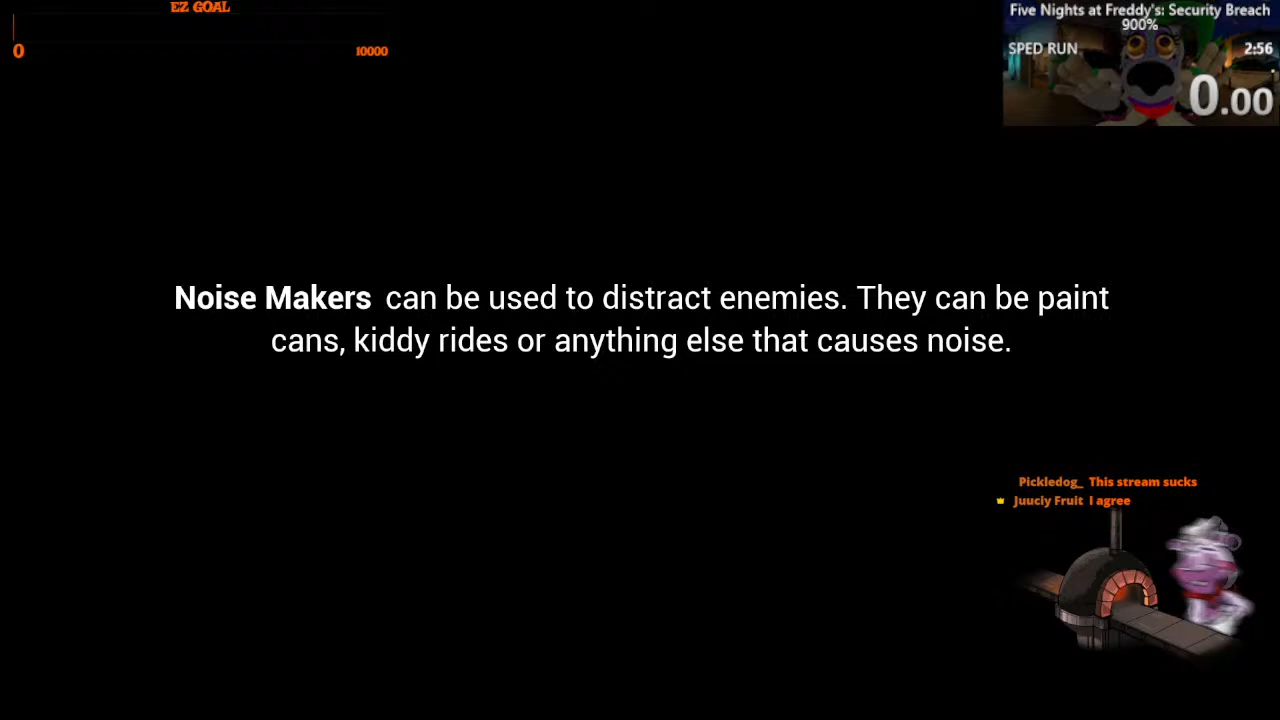 EZ GOAL
0
10000
Five Nights at Freddy's: Security Breach
900%
SPED RUN 2:56
0.00
Noise Makers can be used to distract enemies. They can be paint
cans, kiddy rides or anything else that causes noise.
Pickledog_ This stream sucks
Juuciy Fruit I agree